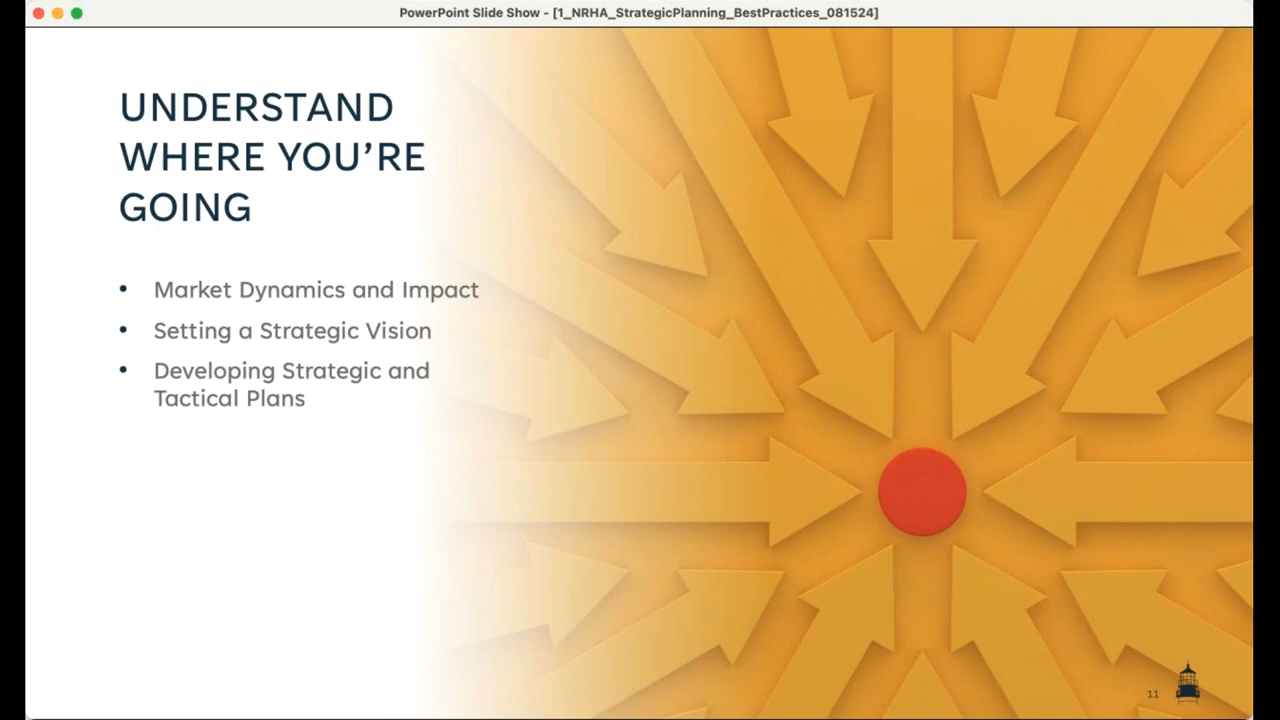 PowerPoint Slide Show - [1_NRHA_StrategicPlanning_BestPractices_081524]
UNDERSTAND
WHERE YOU’RE
GOING
• Market Dynamics and Impact
• Setting a Strategic Vision
• Developing Strategic and
Tactical Plans
11